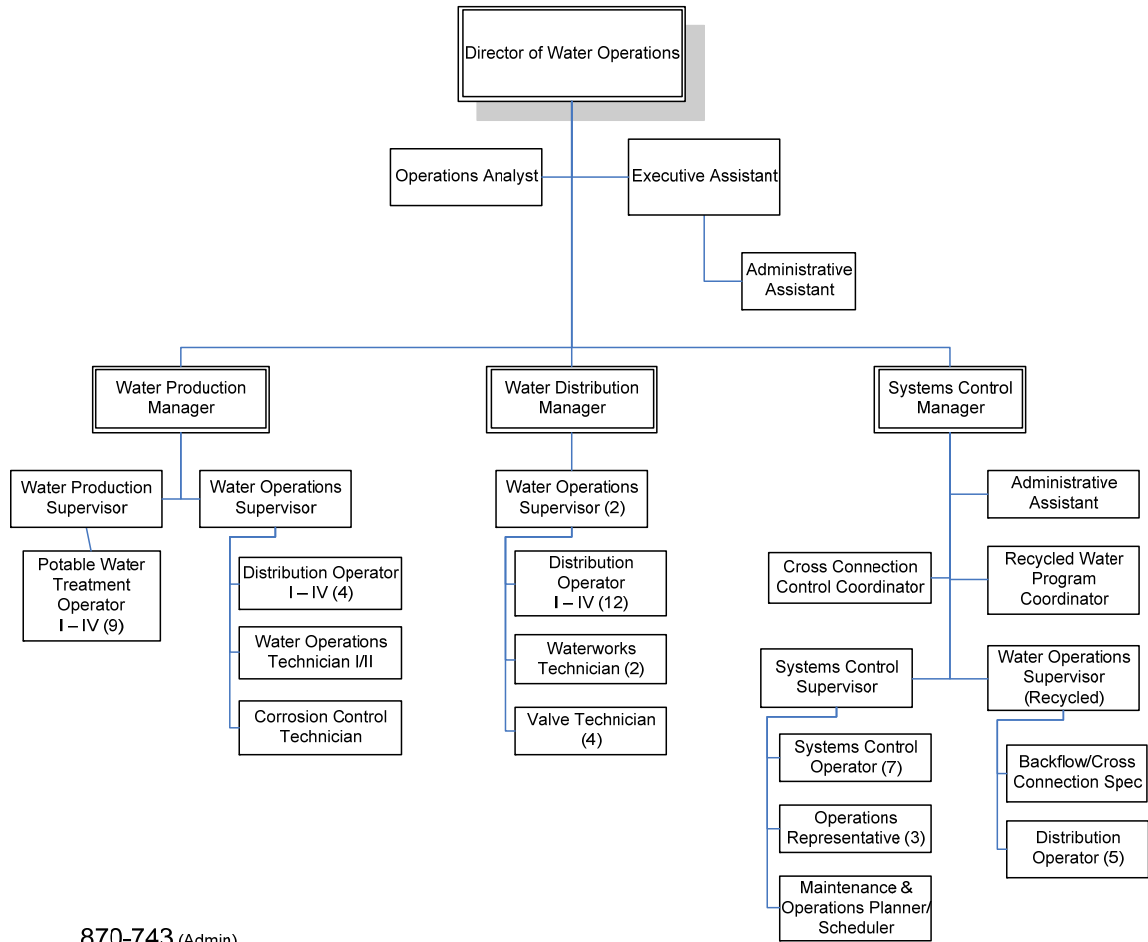 Director of Water Operations
Operations Analyst
Executive Assistant
Administrative
Assistant
Water Production
Manager
Water Distribution
Manager
Systems Control
Manager
Water Production
Supervisor
Water Operations
Supervisor
Potable Water
Treatment
Operator
I – IV (9)
Distribution Operator
I – IV (4)
Water Operations
Technician I/II
Corrosion Control
Technician
Water Operations
Supervisor (2)
Distribution
Operator
I – IV (12)
Waterworks
Technician (2)
Valve Technician
(4)
Administrative
Assistant
Cross Connection
Control Coordinator
Recycled Water
Program
Coordinator
Systems Control
Supervisor
Water Operations
Supervisor
(Recycled)
Systems Control
Operator (7)
Operations
Representative (3)
Maintenance &
Operations Planner/
Scheduler
Backflow/Cross
Connection Spec
Distribution
Operator (5)
870-743 (Admin)